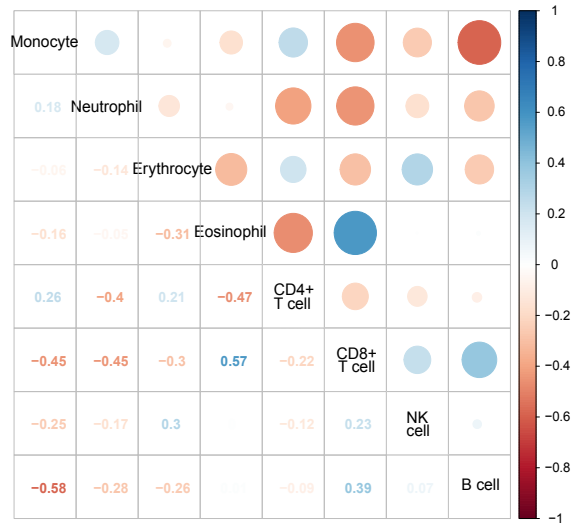 Monocyte
0.18 Neutrophil
−0.06 −0.14 Erythrocyte
−0.16 −0.05 −0.31 Eosinophil
0.26 −0.4 0.21 −0.47 CD4+
T cell
−0.45 −0.45 −0.3 0.57 −0.22 CD8+
T cell
−0.25 −0.17 0.3 −0.12 0.23 NK
cell
−0.58 −0.28 −0.26 −0.09 0.39 0.07 B cell
1
0.8
0.6
0.4
0.2
0
−0.2
−0.4
−0.6
−0.8
−1